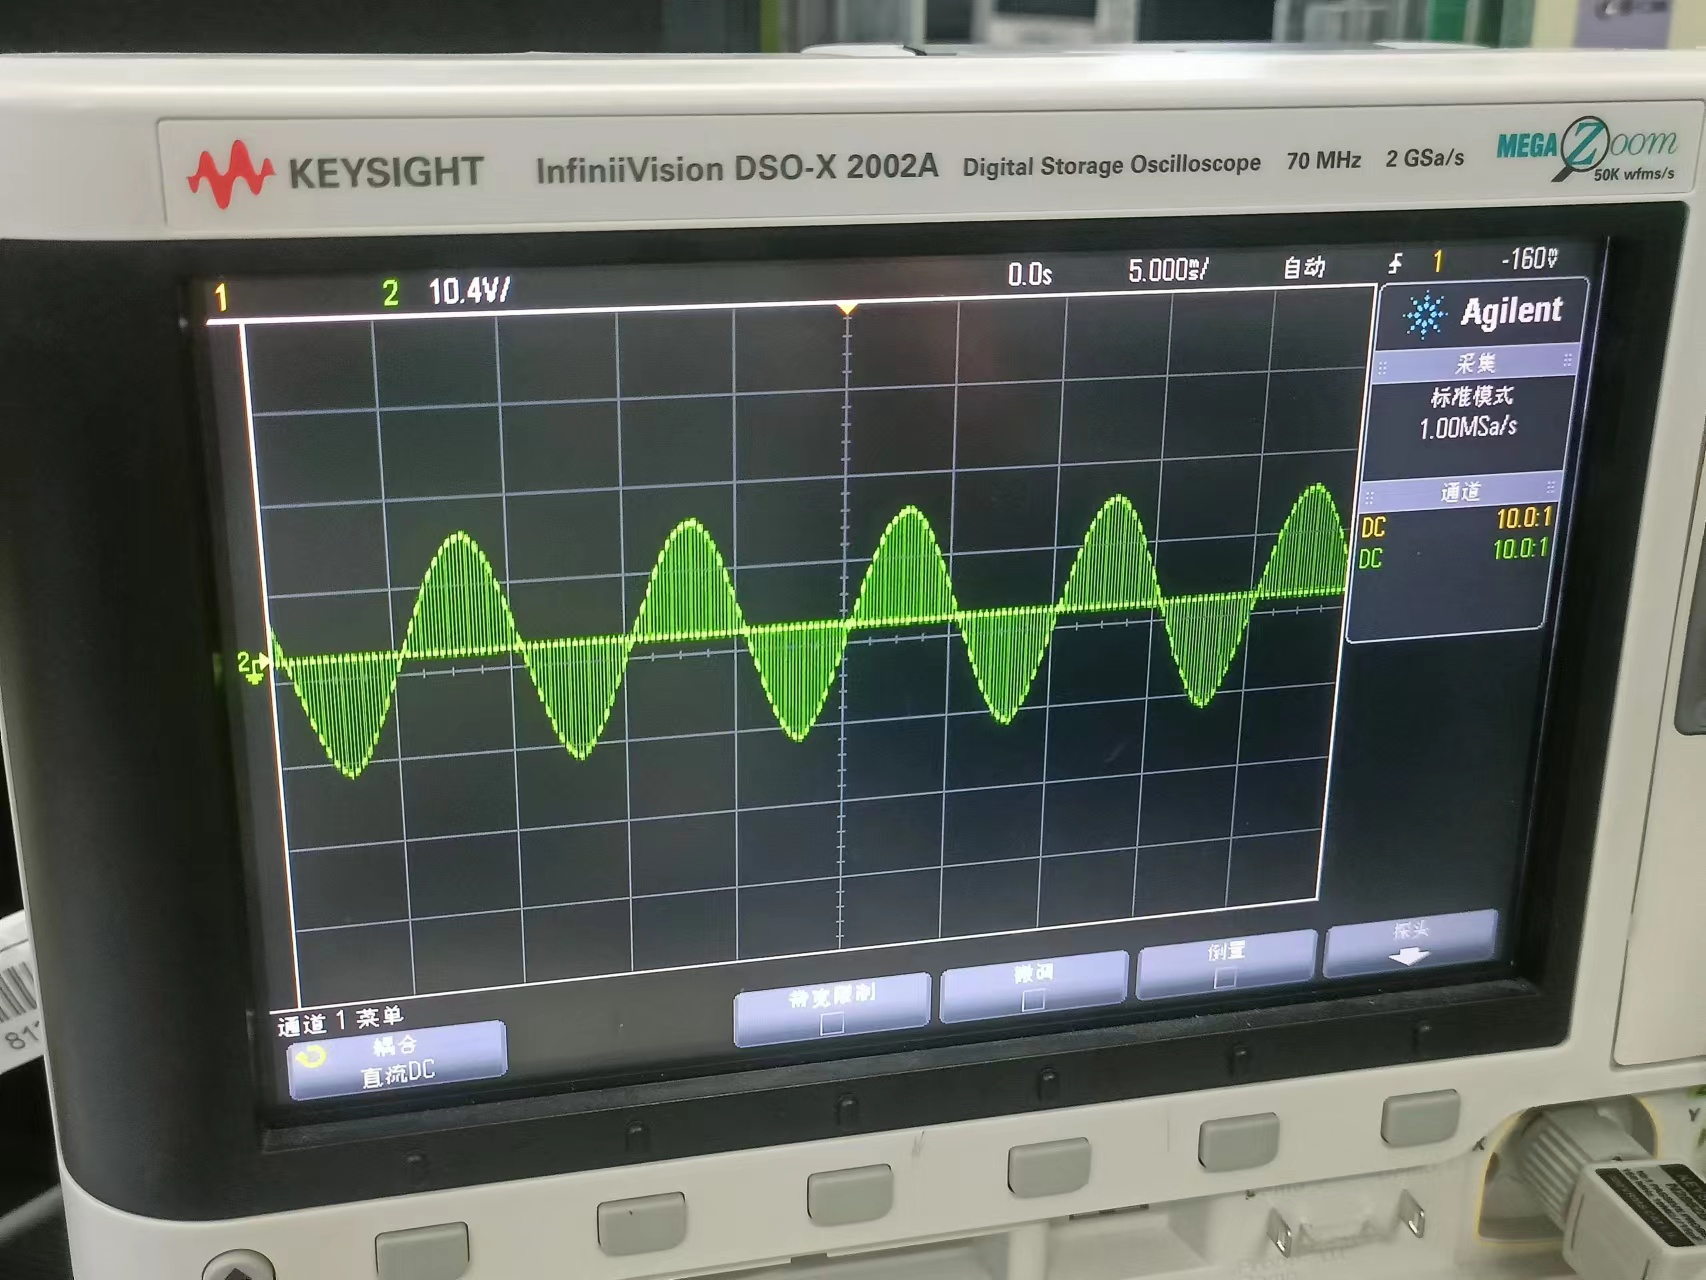 KEYSIGHT InfiniiVision DSO-X 2002A Digital Storage Oscilloscope 70 MHz 2 GSa/s MEGA Zoom
50K wfms/s
1 2 10.4V/ 0.0s 5.000ms/ 自动 1 -160mV
Agilent
采集
标准模式
1.00MSa/s
通道
DC 10.0:1
DC 10.0:1
2
通道 1 菜单
耦合
直流DC
带宽限制
微调
倒置
探头
811
X
Y